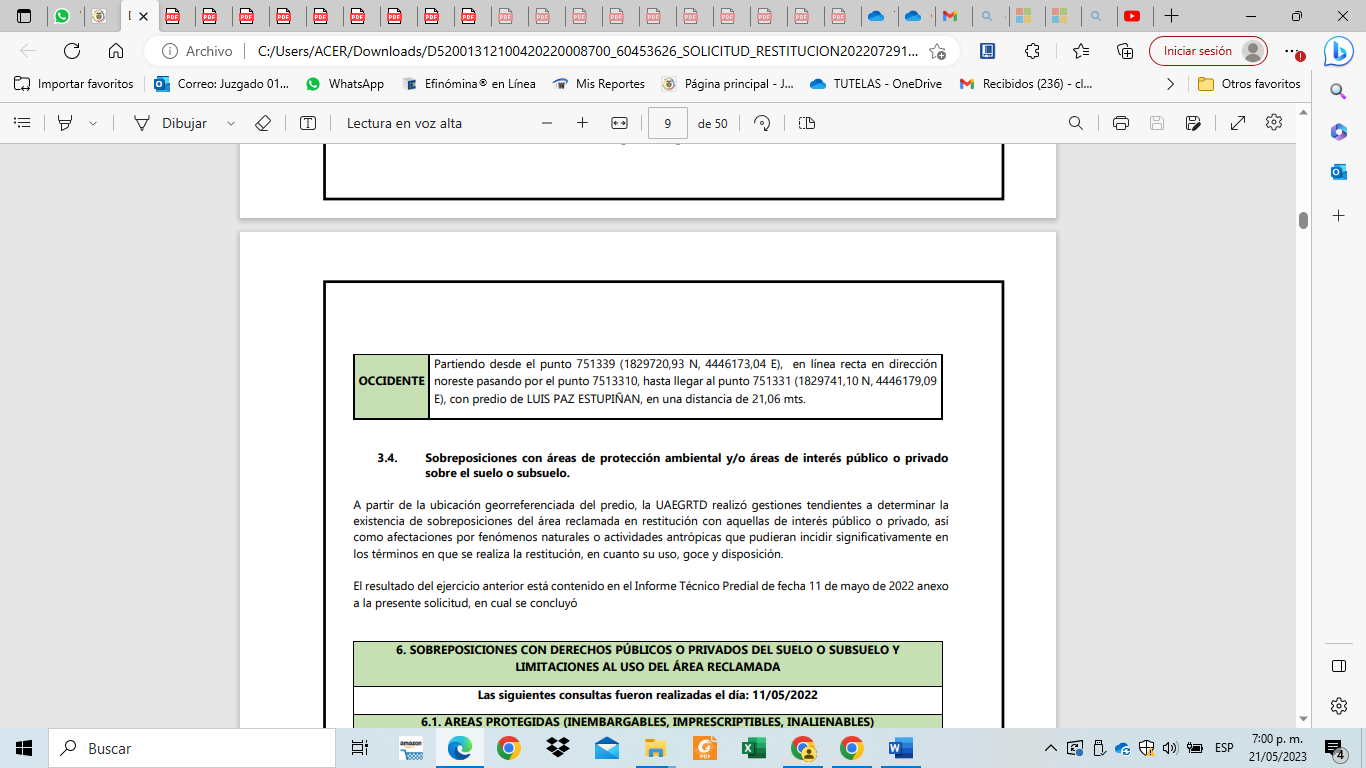 Archivo
C:/Users/ACER/Downloads/D52001312100420220008700_60453626_SOLICITUD_RESTITUCION202207291...
Iniciar sesión
Importar favoritos
Correo: Juzgado 01...
WhatsApp
Efinómina® en Línea
Mis Reportes
Página principal - J...
TUTELAS - OneDrive
Recibidos (236) - cl...
Otros favoritos
Dibujar
Lectura en voz alta
9
de 50
OCCIDENTE
Partiendo desde el punto 751339 (1829720,93 N, 4446173,04 E), en línea recta en dirección
noreste pasando por el punto 7513310, hasta llegar al punto 751331 (1829741,10 N, 4446179,09
E), con predio de LUIS PAZ ESTUPIÑAN, en una distancia de 21,06 mts.
3.4. Sobreposiciones con áreas de protección ambiental y/o áreas de interés público o privado
sobre el suelo o subsuelo.
A partir de la ubicación georreferenciada del predio, la UAEGRTD realizó gestiones tendientes a determinar la
existencia de sobreposiciones del área reclamada en restitución con aquellas de interés público o privado, así
como afectaciones por fenómenos naturales o actividades antrópicas que pudieran incidir significativamente en
los términos en que se realiza la restitución, en cuanto su uso, goce y disposición.
El resultado del ejercicio anterior está contenido en el Informe Técnico Predial de fecha 11 de mayo de 2022 anexo
a la presente solicitud, en cual se concluyó
6. SOBREPOSICIONES CON DERECHOS PÚBLICOS O PRIVADOS DEL SUELO O SUBSUELO Y
LIMITACIONES AL USO DEL ÁREA RECLAMADA
Las siguientes consultas fueron realizadas el día: 11/05/2022
6.1. AREAS PROTEGIDAS (INEMBARGABLES, IMPRESCRIPTIBLES, INALIENABLES)
Buscar
ESP
7:00 p. m.
21/05/2023
4